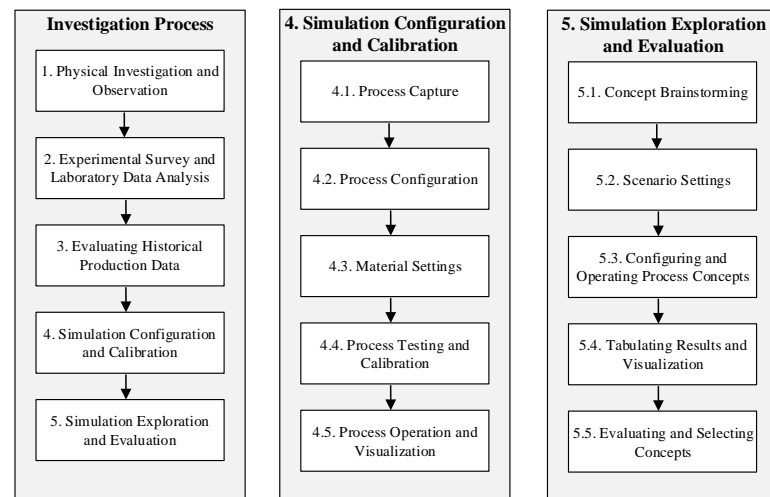 Investigation Process
1. Physical Investigation and
Observation
2. Experimental Survey and
Laboratory Data Analysis
3. Evaluating Historical
Production Data
4. Simulation Configuration
and Calibration
5. Simulation Exploration
and Evaluation
4. Simulation Configuration
and Calibration
4.1. Process Capture
4.2. Process Configuration
4.3. Material Settings
4.4. Process Testing and
Calibration
4.5. Process Operation and
Visualization
5. Simulation Exploration
and Evaluation
5.1. Concept Brainstorming
5.2. Scenario Settings
5.3. Configuring and
Operating Process Concepts
5.4. Tabulating Results and
Visualization
5.5. Evaluating and Selecting
Concepts